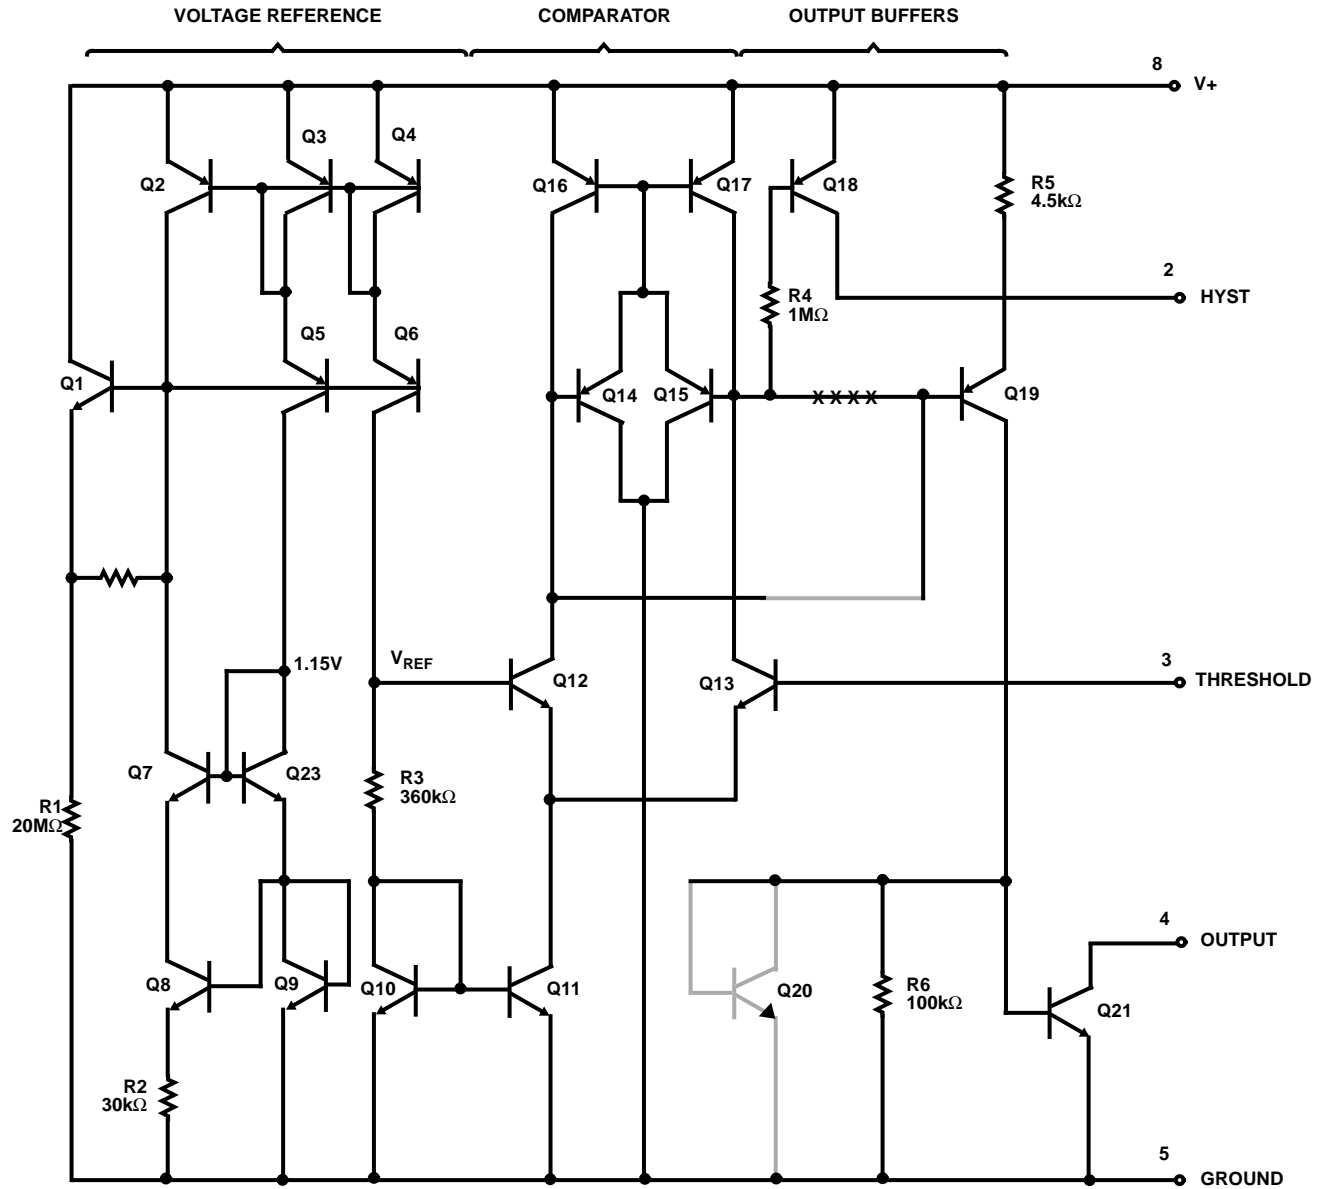 VOLTAGE REFERENCE
COMPARATOR
OUTPUT BUFFERS
8
V+
Q3
Q4
Q2
Q16
Q17
Q18
R5
4.5kΩ
2
HYST
R4
1MΩ
Q5
Q6
Q1
Q14
Q15
X X X X
Q19
1.15V
VREF
Q12
Q13
3
THRESHOLD
Q7
Q23
R3
360kΩ
R1
20MΩ
4
OUTPUT
Q8
Q9
Q10
Q11
Q20
R6
100kΩ
Q21
R2
30kΩ
5
GROUND